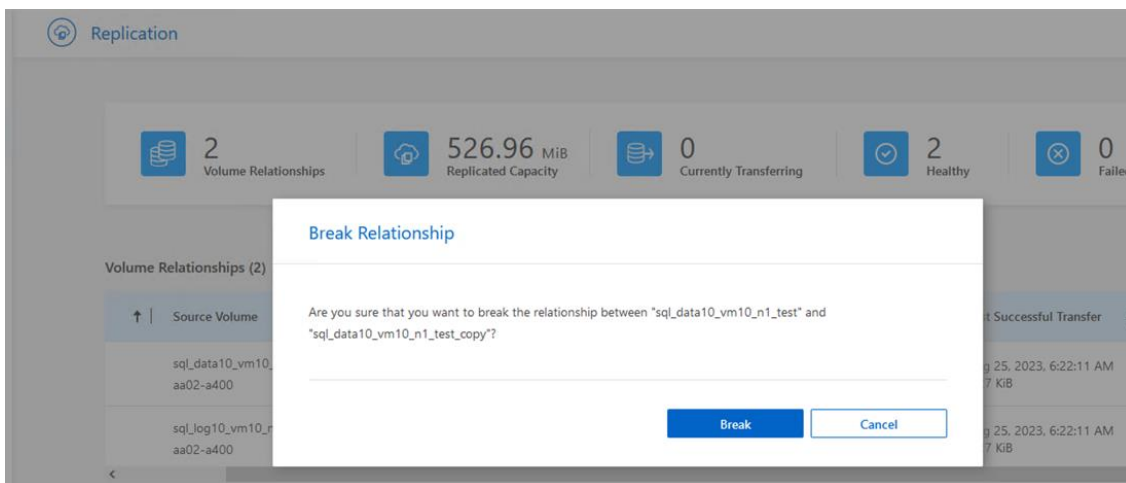 Replication
2
Volume Relationships
526.96 MiB
Replicated Capacity
0
Currently Transferring
2
Healthy
0
Break Relationship
Volume Relationships (2)
Are you sure that you want to break the relationship between "sql_data10_vm10_n1_test" and
"sql_data10_vm10_n1_test_copy"?
Source Volume
Successful Transfer
sql_data10_vm10_
25, 2023, 6:22:11 AM
aa02-a400
KiB
Break
Cancel
sql_log10_vm10_
25, 2023, 6:22:11 AM
aa02-a400
KiB